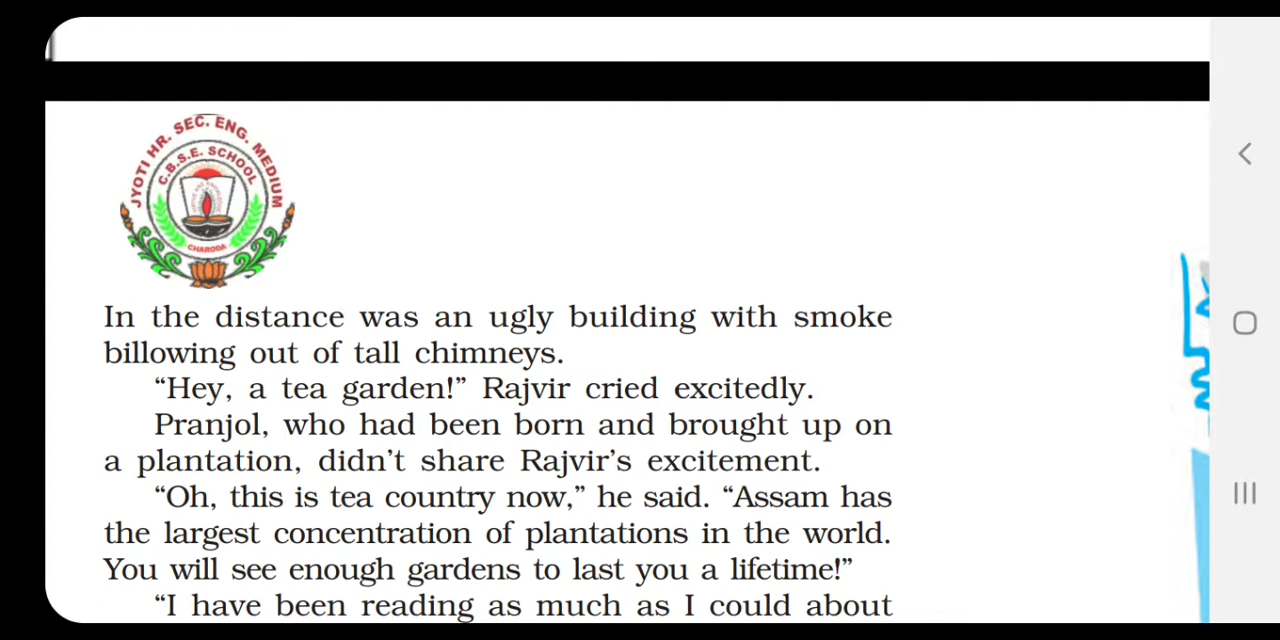 JYOTI HR. SEC. ENG. MEDIUM
C.B.S.E. SCHOOL
CHARODA
In the distance was an ugly building with smoke
billowing out of tall chimneys.
“Hey, a tea garden!” Rajvir cried excitedly.
Pranjol, who had been born and brought up on
a plantation, didn’t share Rajvir’s excitement.
“Oh, this is tea country now,” he said. “Assam has
the largest concentration of plantations in the world.
You will see enough gardens to last you a lifetime!”
“I have been reading as much as I could about